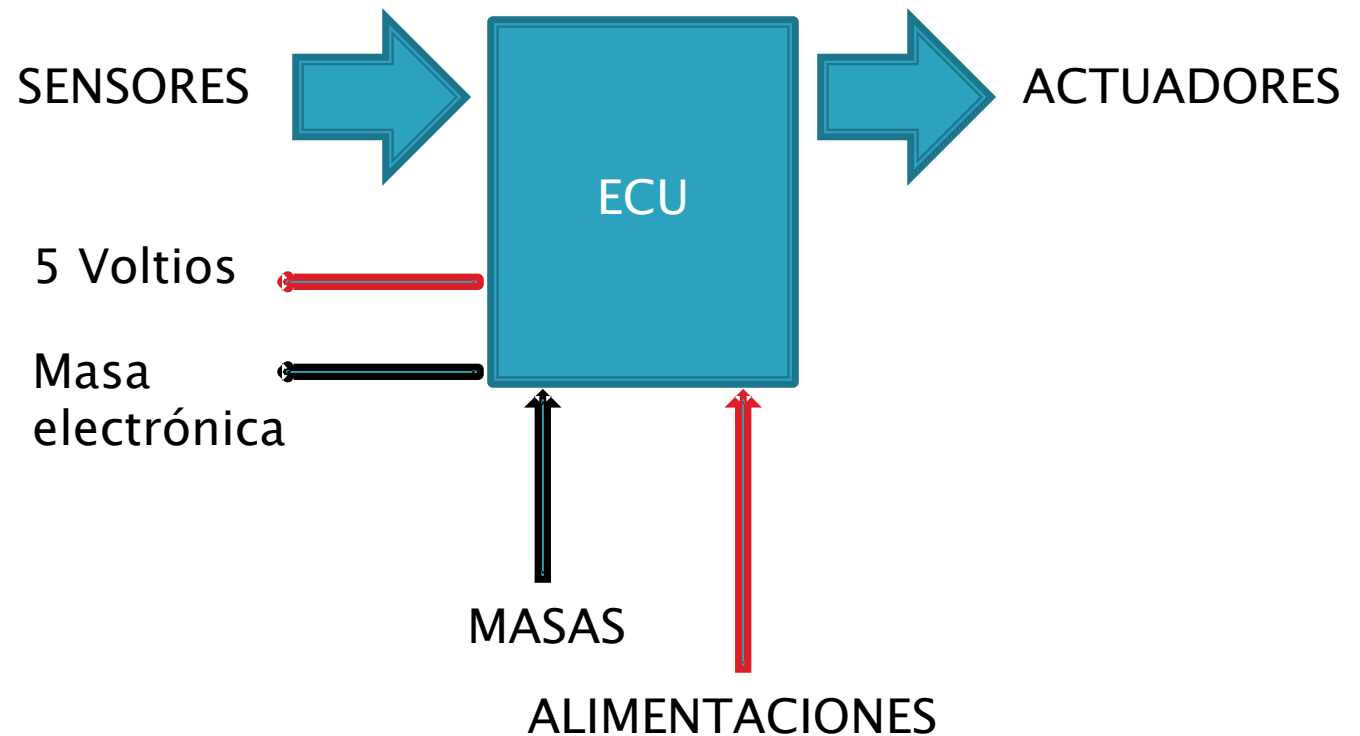 SENSORES
ACTUADORES
ECU
5 Voltios
Masa
electrónica
MASAS
ALIMENTACIONES